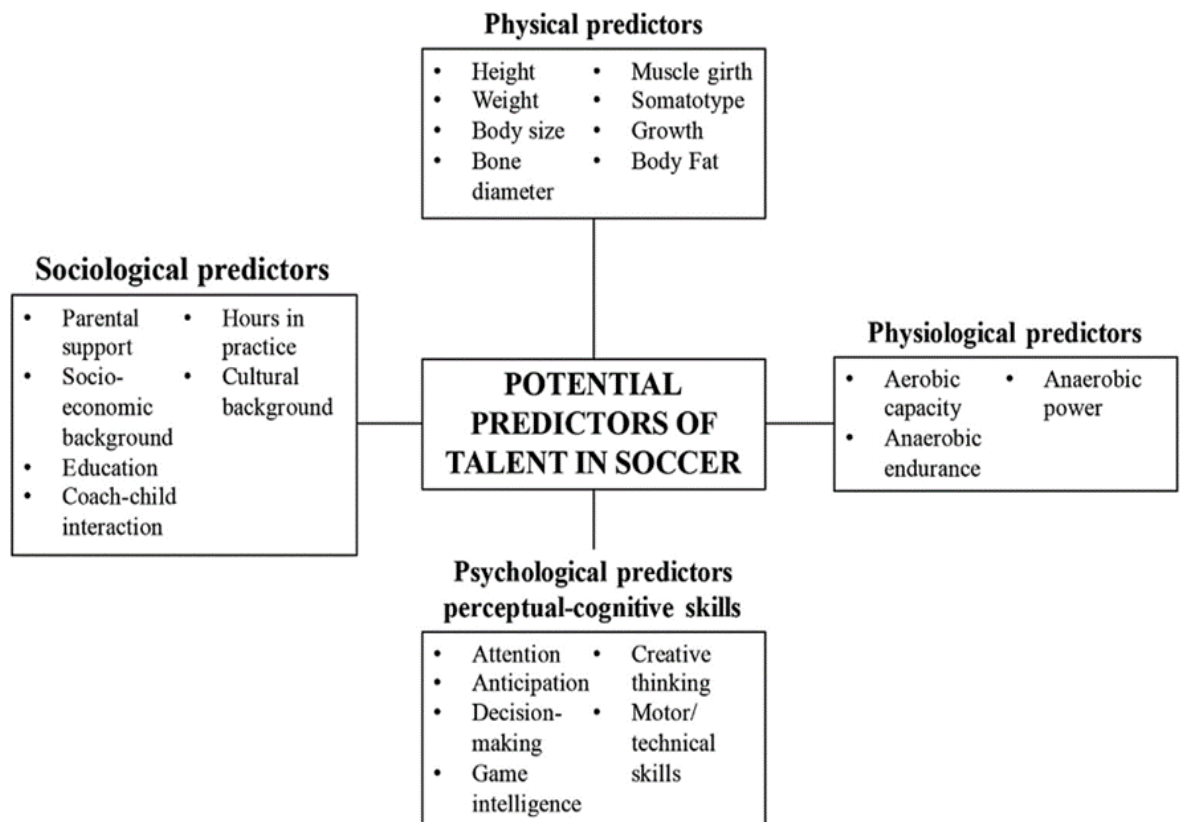 Physical predictors
• Height
• Weight
• Body size
• Bone
diameter
• Muscle girth
• Somatotype
• Growth
• Body Fat
Sociological predictors
• Parental
support
• Socio-
economic
background
• Education
• Coach-child
interaction
• Hours in
practice
• Cultural
background
POTENTIAL
PREDICTORS OF
TALENT IN SOCCER
Physiological predictors
• Aerobic
capacity
• Anaerobic
endurance
• Anaerobic
power
Psychological predictors
perceptual-cognitive skills
• Attention
• Anticipation
• Decision-
making
• Game
intelligence
• Creative
thinking
• Motor/
technical
skills